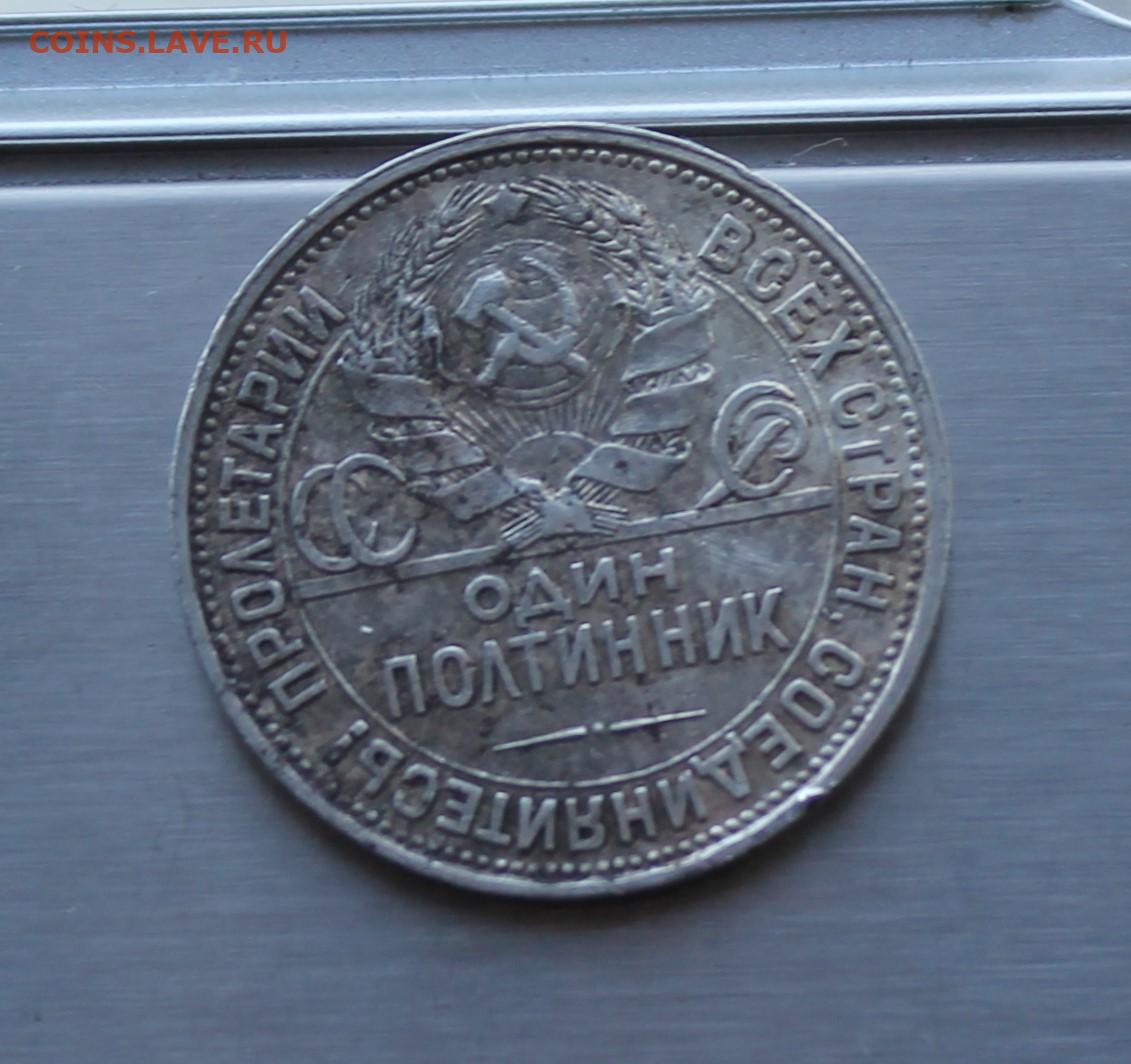 COINS.LAVE.RU
ПРОЛЕТАРИИ ВСЕХ СТРАН, СОЕДИНЯЙТЕСЬ!
ОДИН
ПОЛТИННИК